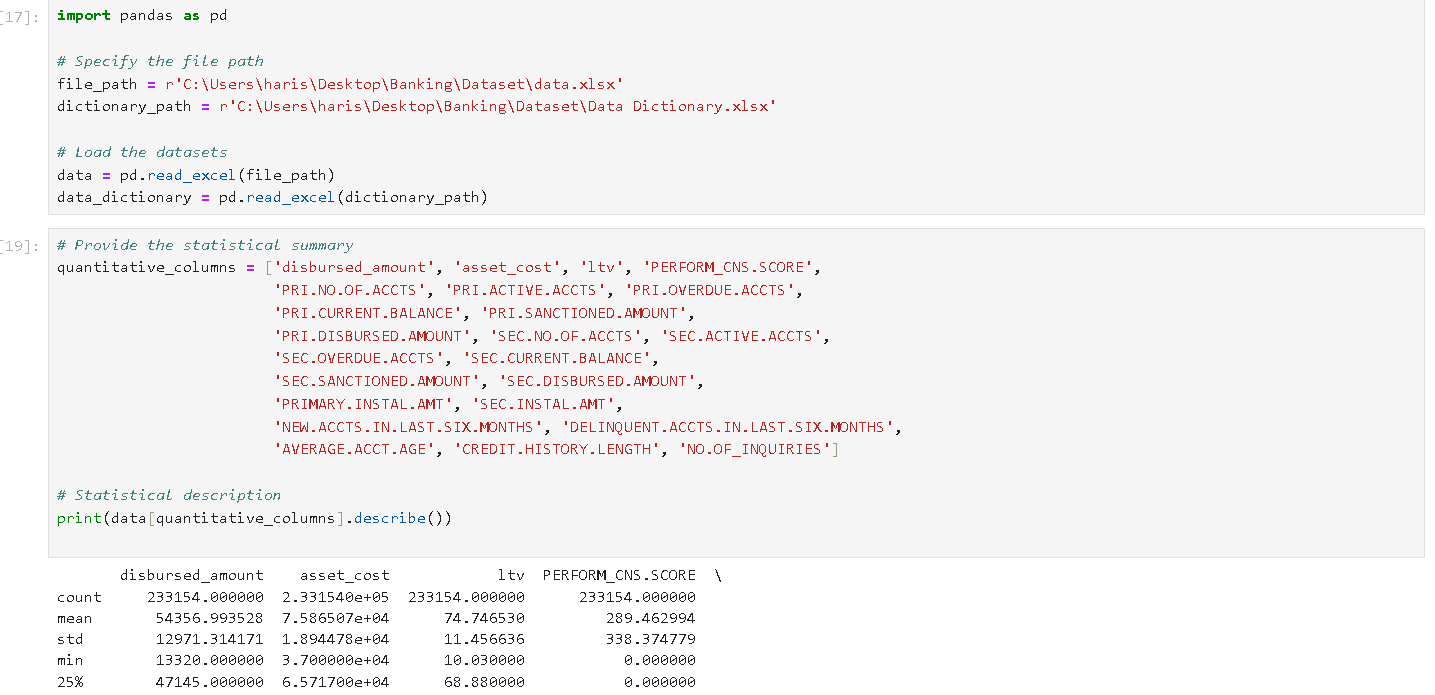 [17]:
import pandas as pd
# Specify the file path
file_path = r'C:\Users\haris\Desktop\Banking\Dataset\data.xlsx'
dictionary_path = r'C:\Users\haris\Desktop\Banking\Dataset\Data Dictionary.xlsx'
# Load the datasets
data = pd.read_excel(file_path)
data_dictionary = pd.read_excel(dictionary_path)
[19]:
# Provide the statistical summary
quantitative_columns = ['disbursed_amount', 'asset_cost', 'ltv', 'PERFORM_CNS.SCORE',
'PRI.NO.OF.ACCTS', 'PRI.ACTIVE.ACCTS', 'PRI.OVERDUE.ACCTS',
'PRI.CURRENT.BALANCE', 'PRI.SANCTIONED.AMOUNT',
'PRI.DISBURSED.AMOUNT', 'SEC.NO.OF.ACCTS', 'SEC.ACTIVE.ACCTS',
'SEC.OVERDUE.ACCTS', 'SEC.CURRENT.BALANCE',
'SEC.SANCTIONED.AMOUNT', 'SEC.DISBURSED.AMOUNT',
'PRIMARY.INSTAL.AMT', 'SEC.INSTAL.AMT',
'NEW.ACCTS.IN.LAST.SIX.MONTHS', 'DELINQUENT.ACCTS.IN.LAST.SIX.MONTHS',
'AVERAGE.ACCT.AGE', 'CREDIT.HISTORY.LENGTH', 'NO.OF_INQUIRIES']
# Statistical description
print(data[quantitative_columns].describe())
disbursed_amount asset_cost ltv PERFORM_CNS.SCORE \
count 233154.000000 2.331540e+05 233154.000000 233154.000000
mean 54356.993528 7.586507e+04 74.746530 289.462994
std 12971.314171 1.894478e+04 11.456636 338.374779
min 13320.000000 3.700000e+04 10.030000 0.000000
25% 47145.000000 6.571700e+04 68.880000 0.000000